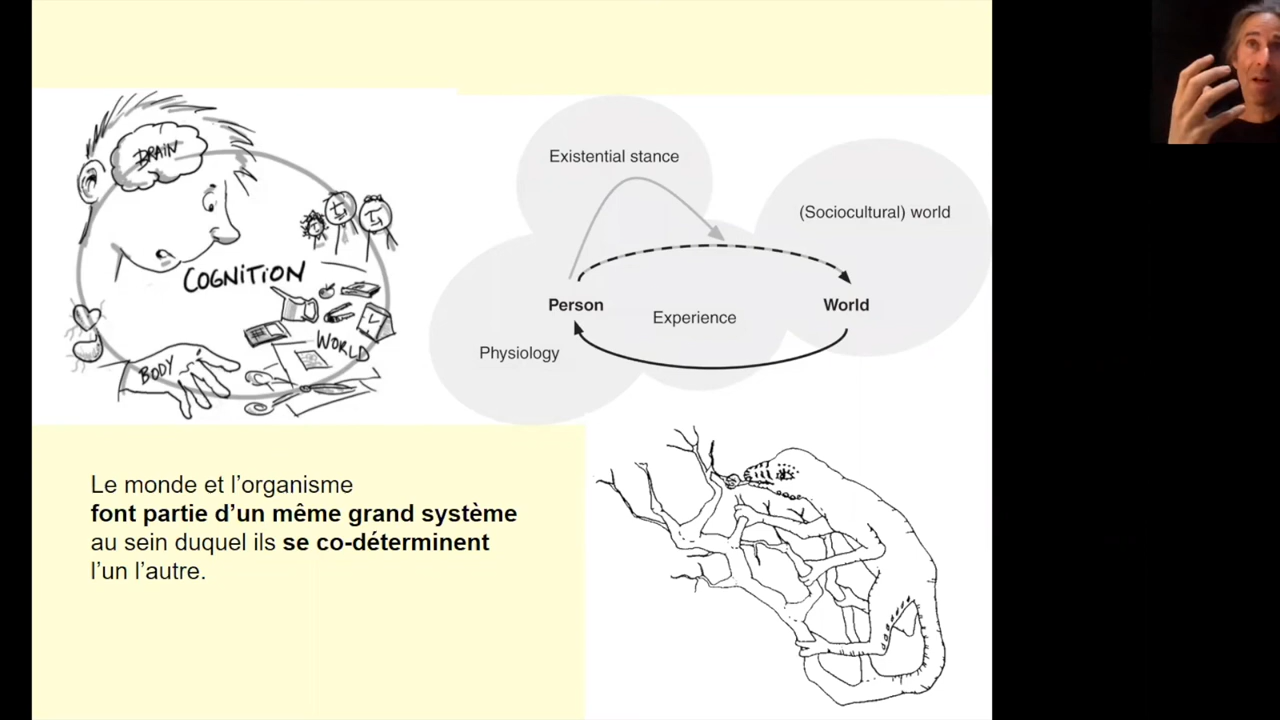 BRAIN
COGNITION
WORLD
BODY
Existential stance
(Sociocultural) world
Person
World
Experience
Physiology
Le monde et l’organisme
font partie d’un même grand système
au sein duquel ils se co-déterminent
l’un l’autre.